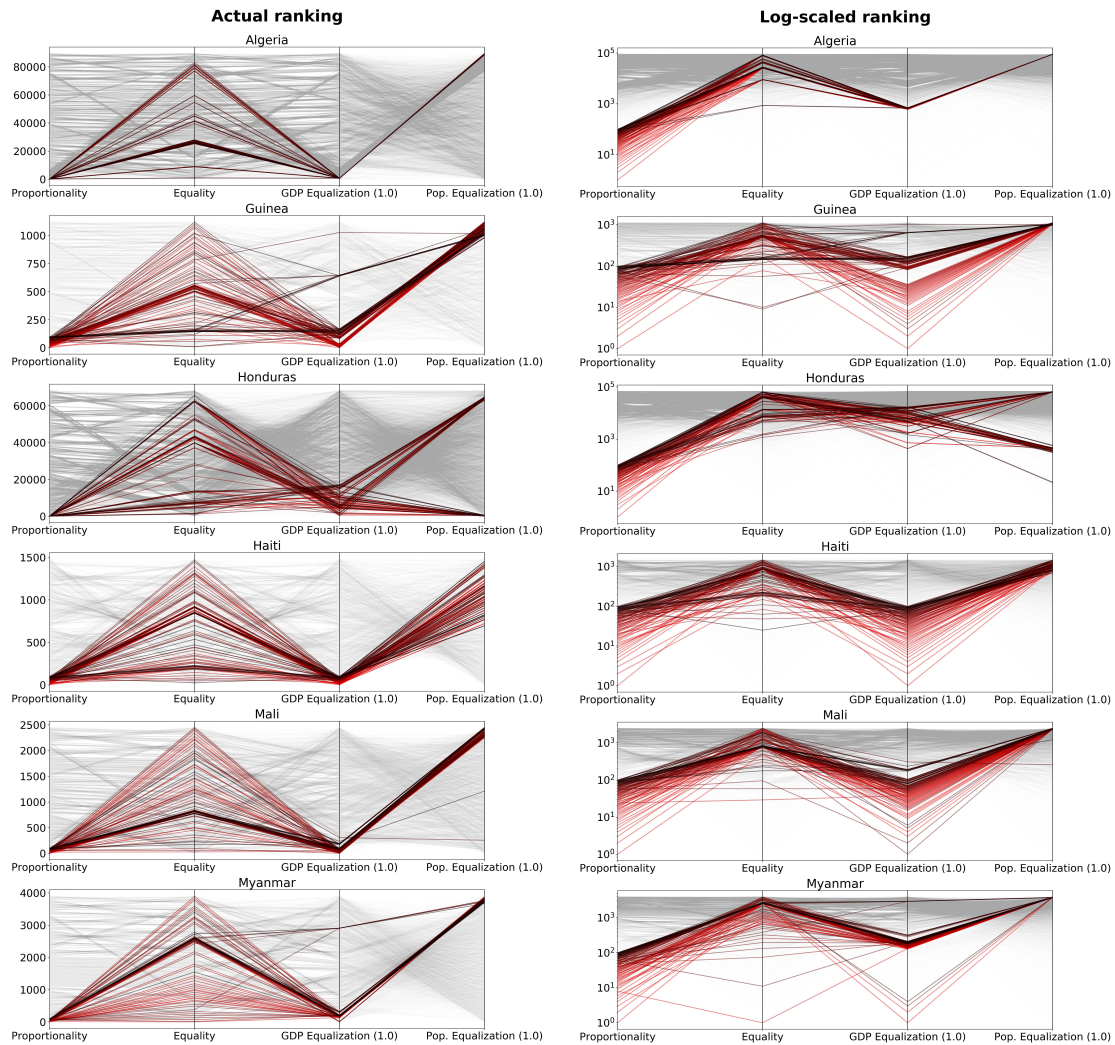 Actual ranking
Log-scaled ranking
Algeria
80000
60000
40000
20000
0
Proportionality Equality GDP Equalization (1.0) Pop. Equalization (1.0)
Algeria
10^5
10^3
10^1
Proportionality Equality GDP Equalization (1.0) Pop. Equalization (1.0)
Guinea
1000
750
500
250
0
Proportionality Equality GDP Equalization (1.0) Pop. Equalization (1.0)
Guinea
10^3
10^2
10^1
10^0
Proportionality Equality GDP Equalization (1.0) Pop. Equalization (1.0)
Honduras
60000
40000
20000
0
Proportionality Equality GDP Equalization (1.0) Pop. Equalization (1.0)
Honduras
10^5
10^3
10^1
Proportionality Equality GDP Equalization (1.0) Pop. Equalization (1.0)
Haiti
1500
1000
500
0
Proportionality Equality GDP Equalization (1.0) Pop. Equalization (1.0)
Haiti
10^3
10^2
10^1
10^0
Proportionality Equality GDP Equalization (1.0) Pop. Equalization (1.0)
Mali
2500
2000
1500
1000
500
0
Proportionality Equality GDP Equalization (1.0) Pop. Equalization (1.0)
Mali
10^3
10^2
10^1
10^0
Proportionality Equality GDP Equalization (1.0) Pop. Equalization (1.0)
Myanmar
4000
3000
2000
1000
0
Proportionality Equality GDP Equalization (1.0) Pop. Equalization (1.0)
Myanmar
10^3
10^2
10^1
10^0
Proportionality Equality GDP Equalization (1.0) Pop. Equalization (1.0)